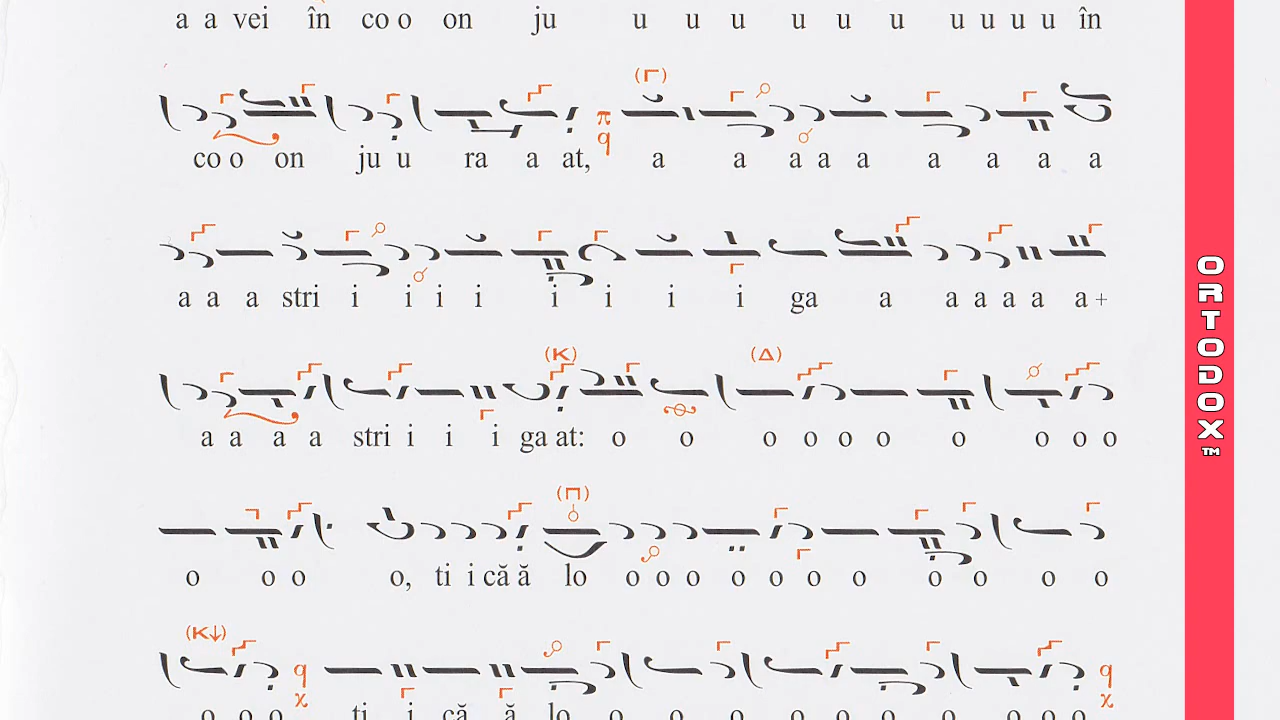 a a vei în co o on ju u u u u u u u u u u în
(Γ)
π
q
co o on ju u ra a at, a a a a a a a a a
a a a stri i i i i i i i i ga a a a a a a +
(K) (Δ)
a a a a stri i i i ga at: o o o o o o o o o o
(Π)
o o o o, ti i că ă lo o o o o o o o o o o o
(K↓)
q
χ
q
χ
o o o ti i că ă lo o o o o o o o o
ORTODOX™